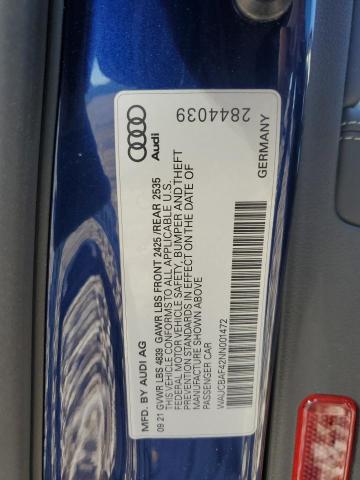 Audi
2844039
GERMANY
MFD. BY AUDI AG
09 21 GVWR LBS 4839 GAWR LBS FRONT 2425 /REAR 2535
THIS VEHICLE CONFORMS TO ALL APPLICABLE U.S.
FEDERAL MOTOR VEHICLE SAFETY, BUMPER AND THEFT
PREVENTION STANDARDS IN EFFECT ON THE DATE OF
MANUFACTURE SHOWN ABOVE
PASSENGER CAR
WAUCBAF42NN001472